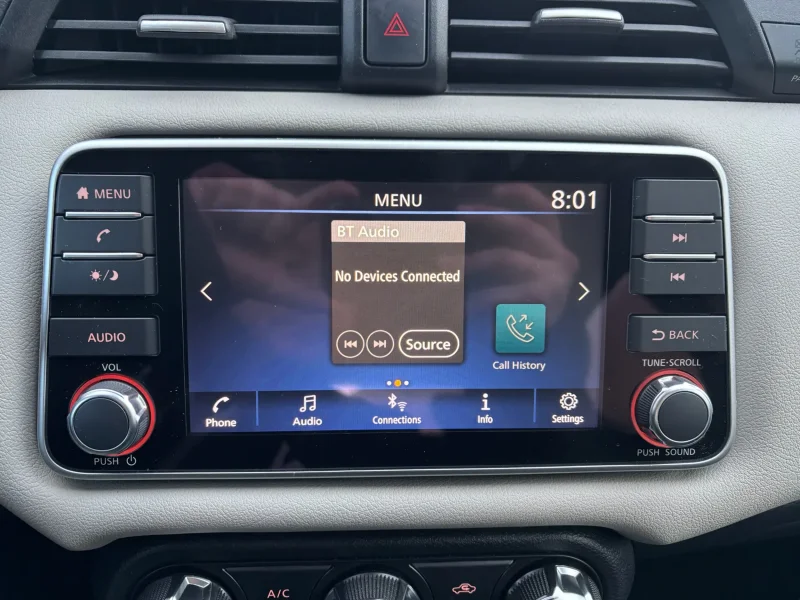 MENU
AUDIO
VOL
PUSH
MENU 8:01
BT Audio
No Devices Connected
Source
Call History
Phone
Audio
Connections
Info
Settings
BACK
TUNE·SCROLL
PUSH SOUND
A/C